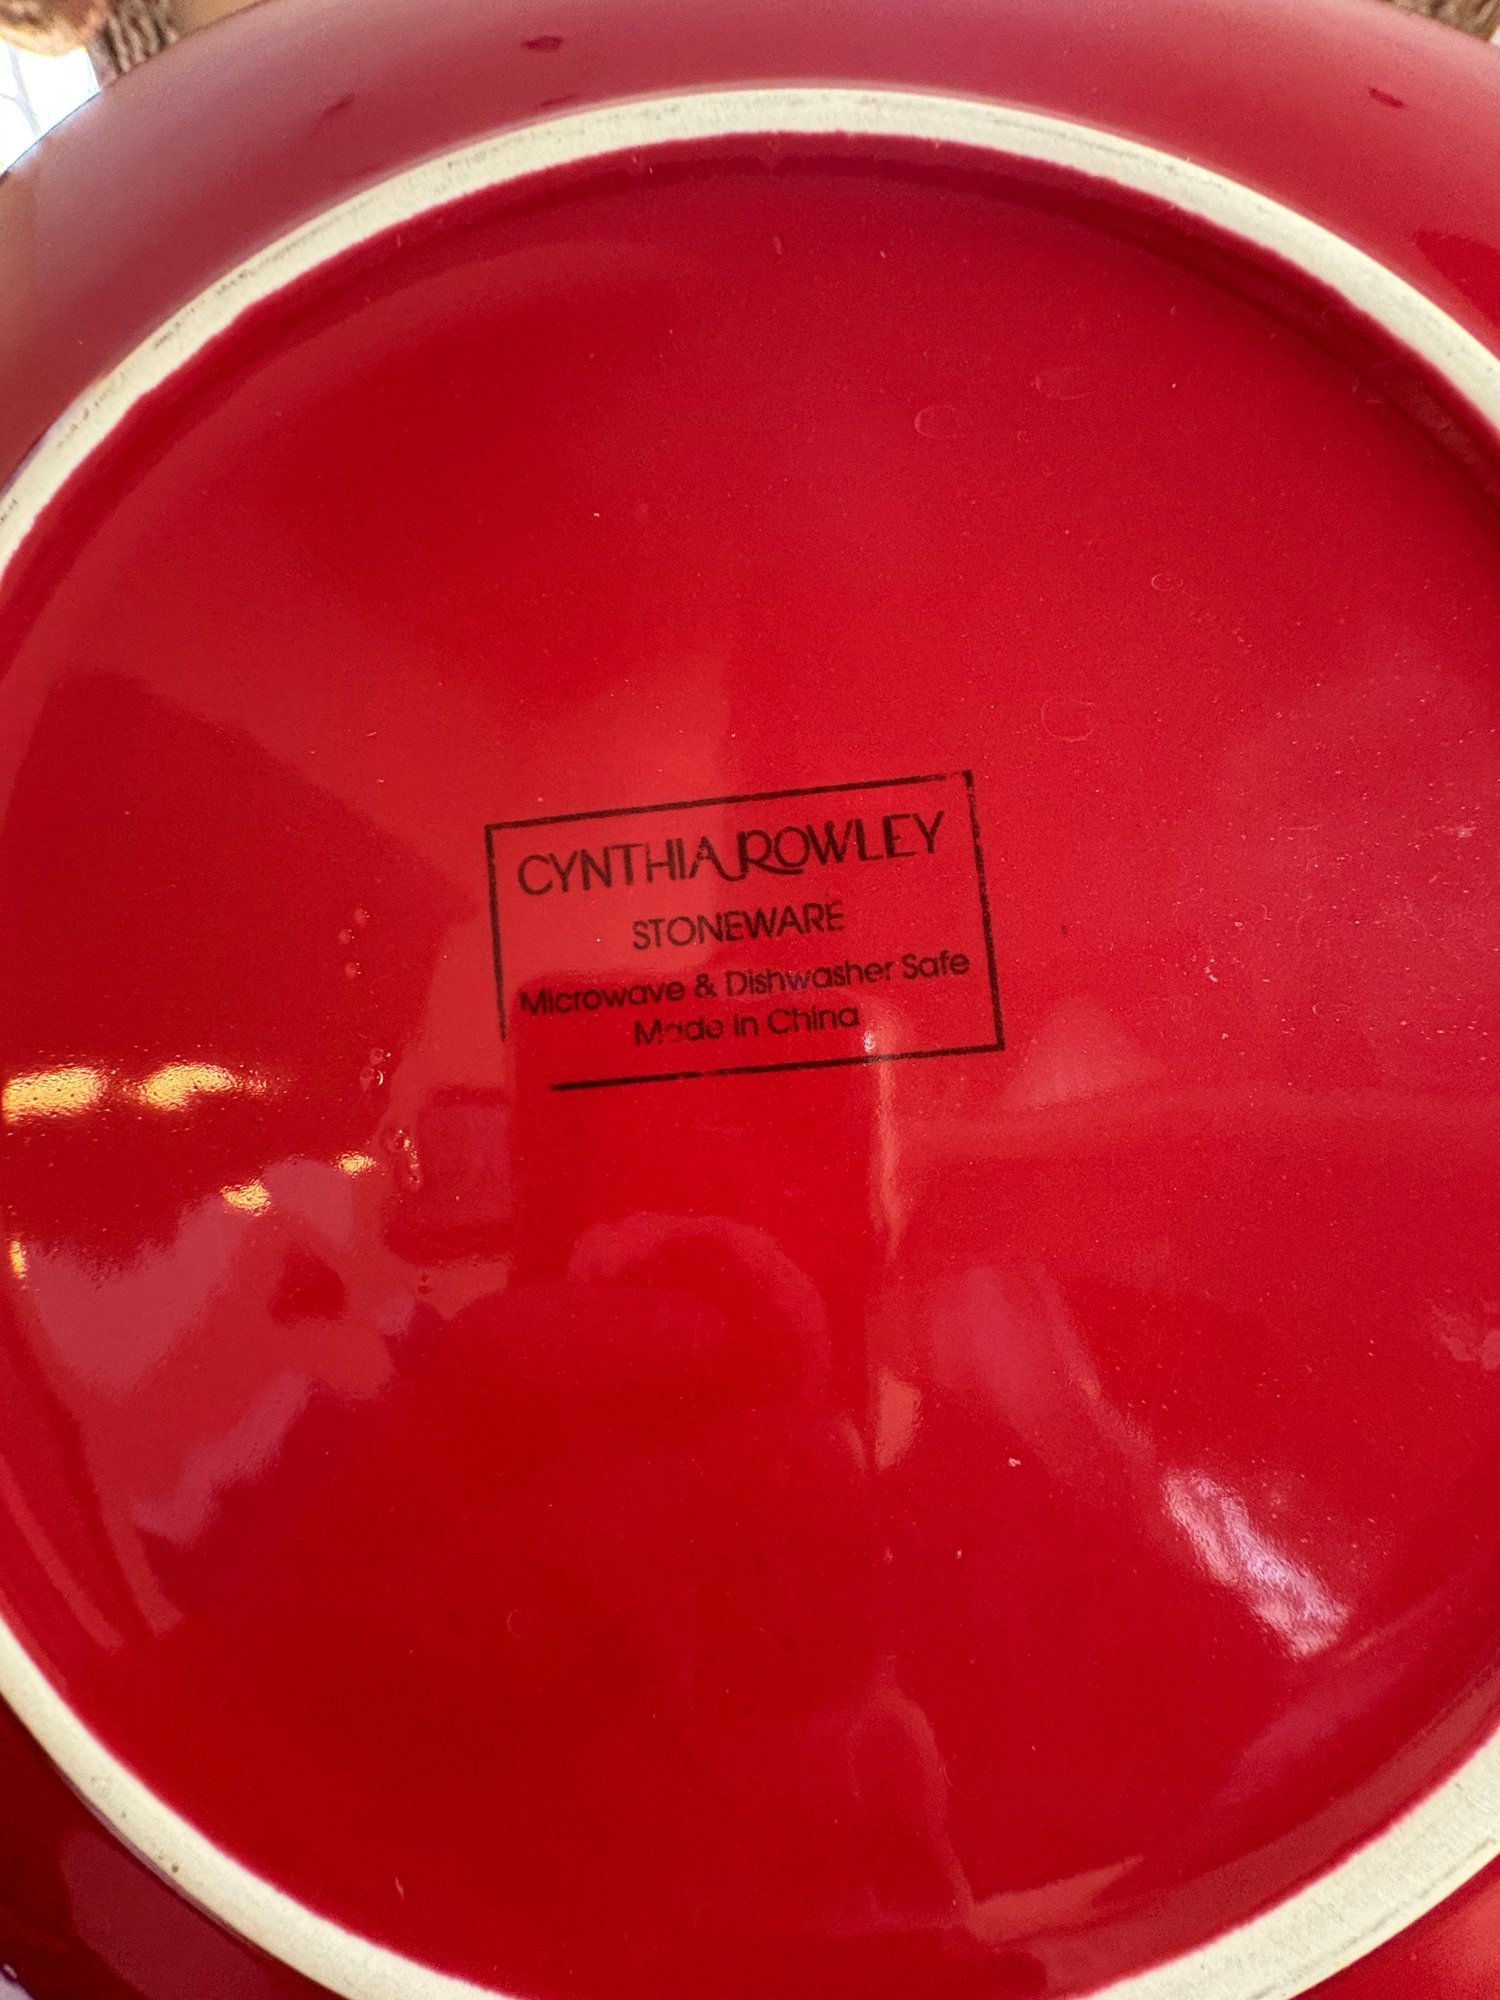 CYNTHIA ROWLEY
STONEWARE
Microwave & Dishwasher Safe
Made in China